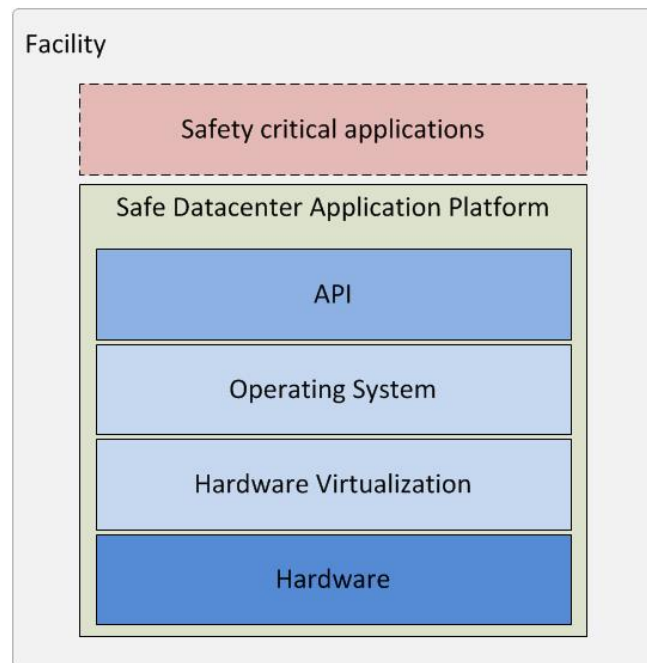 Facility
Safety critical applications
Safe Datacenter Application Platform
API
Operating System
Hardware Virtualization
Hardware